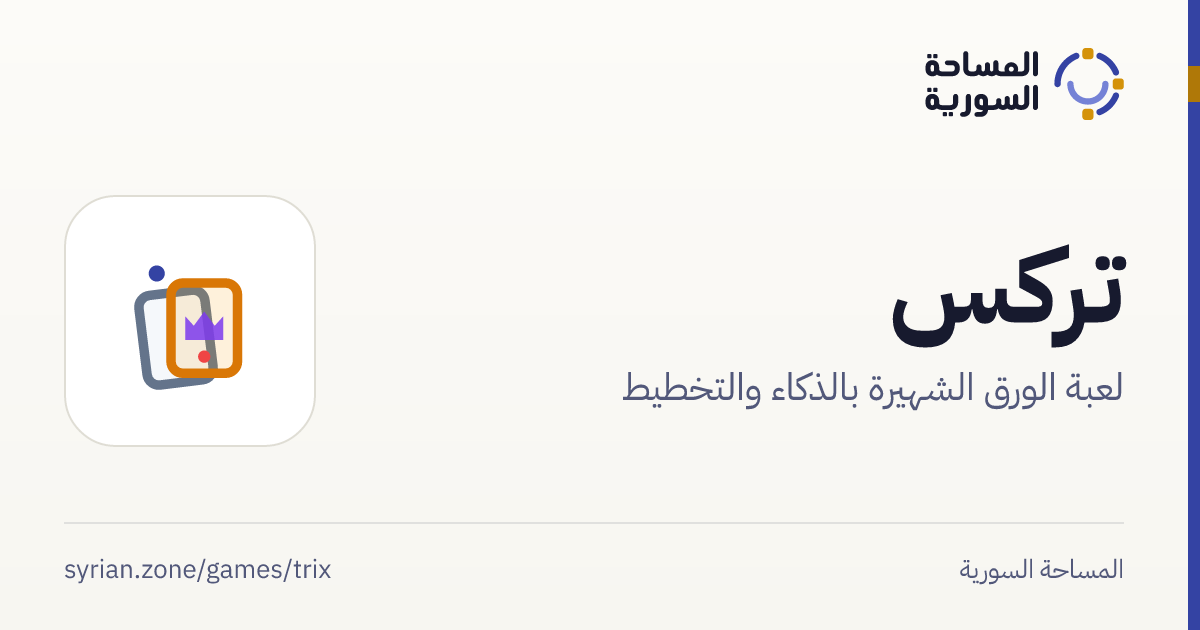 المساحة
السورية
تركس
لعبة الورق الشهيرة بالذكاء والتخطيط
المساحة السورية
syrian.zone/games/trix